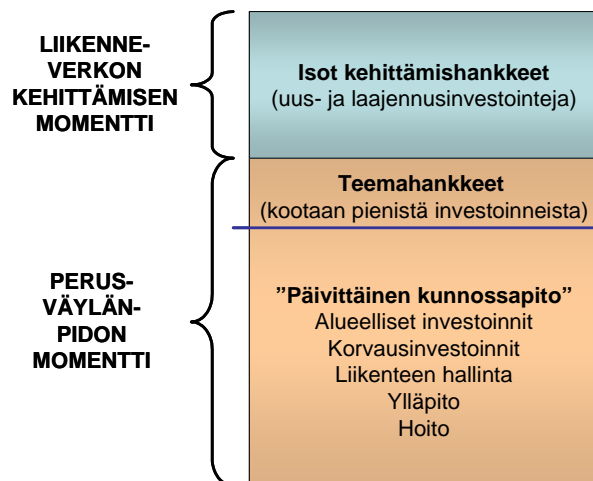 LIIKENNE-
VERKON
KEHITTÄMISEN
MOMENTTI
Isot kehittämishankkeet
(uus- ja laajennusinvestointeja)
Teemahankkeet
(kootaan pienistä investoinneista)
PERUS-
VÄYLÄN-
PIDON
MOMENTTI
”Päivittäinen kunnossapito”
Alueelliset investoinnit
Korvausinvestoinnit
Liikenteen hallinta
Ylläpito
Hoito